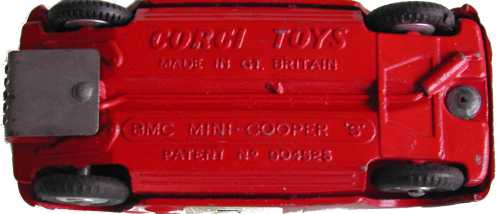 CORGI TOYS
MADE IN GT. BRITAIN
BMC MINI-COOPER 'S'
PATENT Nº 904525